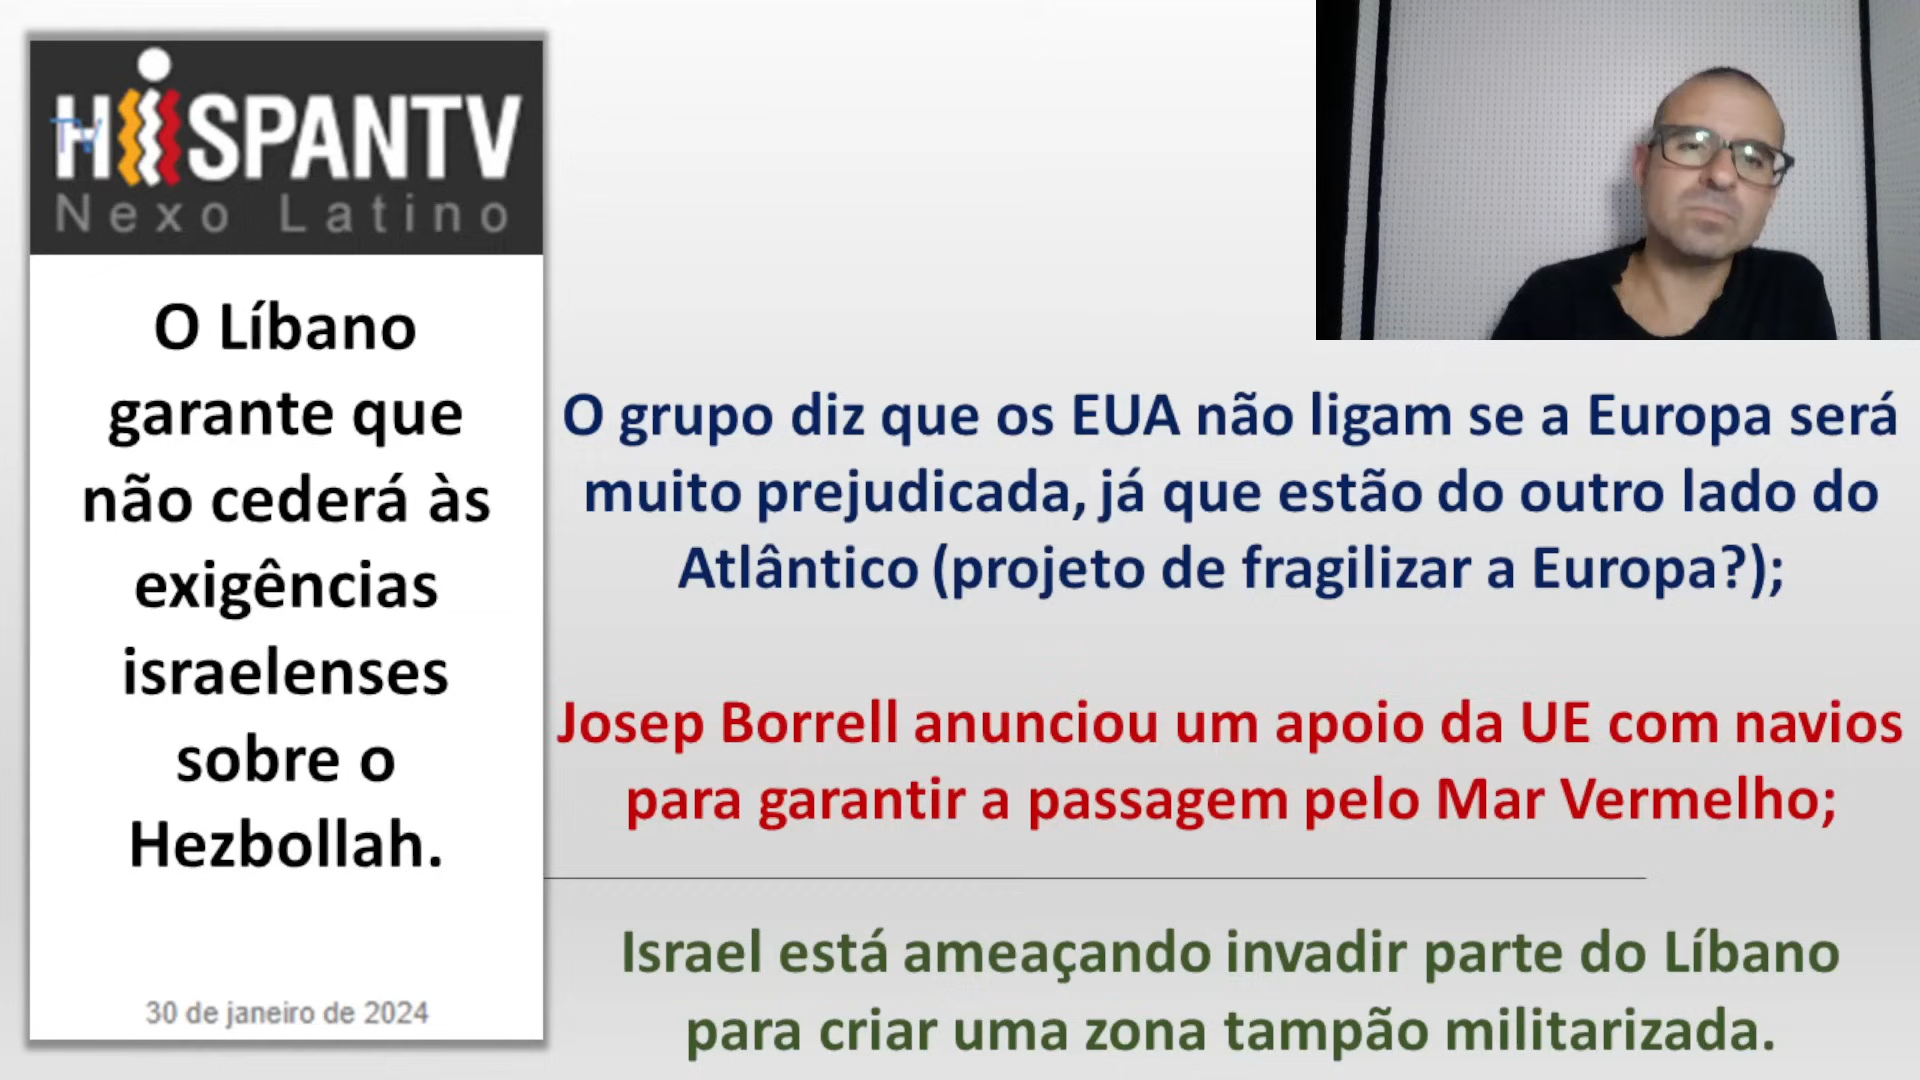 HISPANTV
Nexo Latino
O Líbano
garante que
não cederá às
exigências
israelenses
sobre o
Hezbollah.
30 de janeiro de 2024
O grupo diz que os EUA não ligam se a Europa será
muito prejudicada, já que estão do outro lado do
Atlântico (projeto de fragilizar a Europa?);
Josep Borrell anunciou um apoio da UE com navios
para garantir a passagem pelo Mar Vermelho;
Israel está ameaçando invadir parte do Líbano
para criar uma zona tampão militarizada.